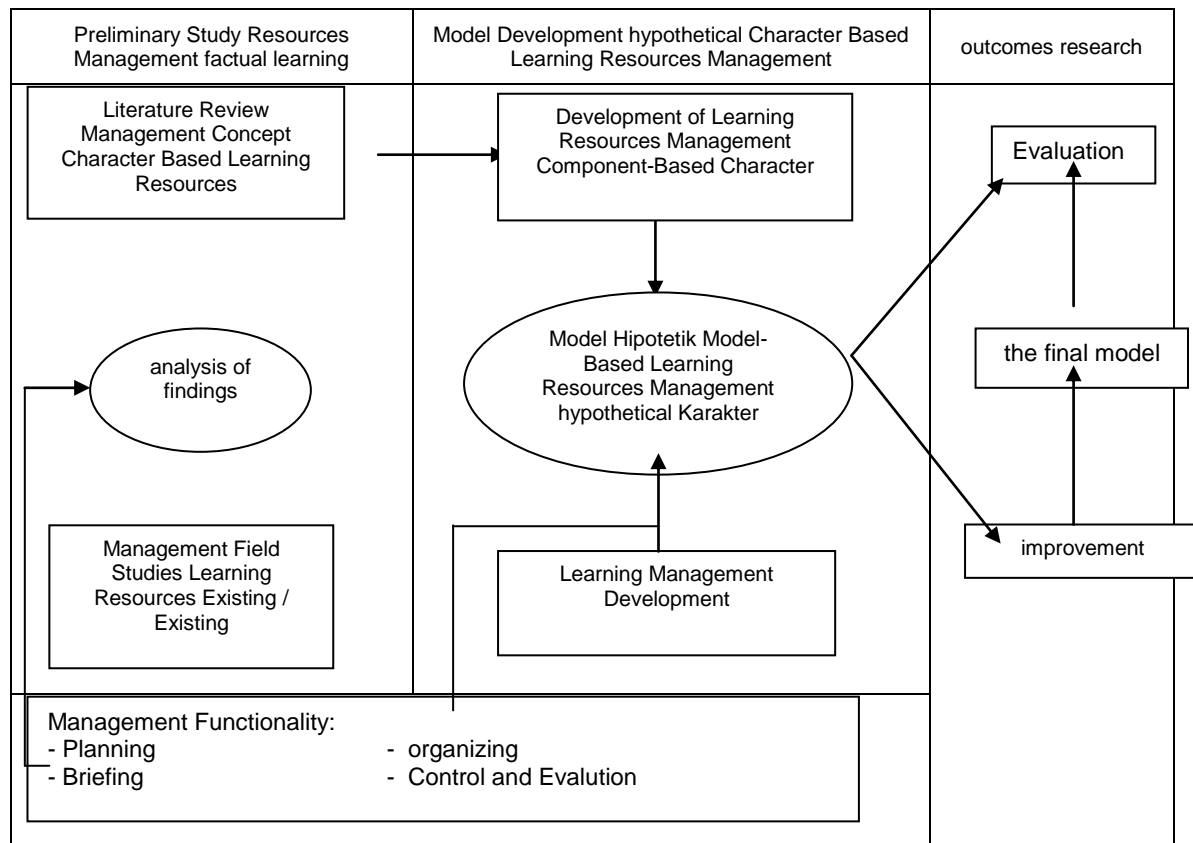 Preliminary Study Resources
Management factual learning
Model Development hypothetical Character Based
Learning Resources Management
outcomes research
Literature Review
Management Concept
Character Based Learning
Resources
Development of Learning
Resources Management
Component-Based Character
Evaluation
analysis of
findings
Model Hipotetik Model-
Based Learning
Resources Management
hypothetical Karakter
the final model
Management Field
Studies Learning
Resources Existing /
Existing
Learning Management
Development
improvement
Management Functionality:
- Planning
- organizing
- Briefing
- Control and Evalution